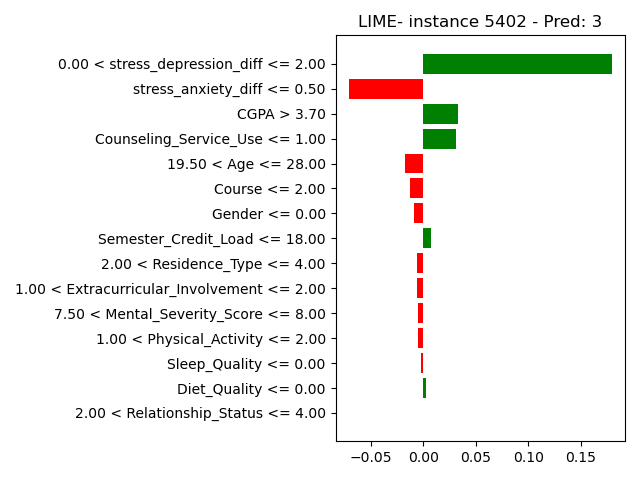 LIME- instance 5402 - Pred: 3
0.00 < stress_depression_diff <= 2.00
stress_anxiety_diff <= 0.50
CGPA > 3.70
Counseling_Service_Use <= 1.00
19.50 < Age <= 28.00
Course <= 2.00
Gender <= 0.00
Semester_Credit_Load <= 18.00
2.00 < Residence_Type <= 4.00
1.00 < Extracurricular_Involvement <= 2.00
7.50 < Mental_Severity_Score <= 8.00
1.00 < Physical_Activity <= 2.00
Sleep_Quality <= 0.00
Diet_Quality <= 0.00
2.00 < Relationship_Status <= 4.00
−0.05 0.00 0.05 0.10 0.15